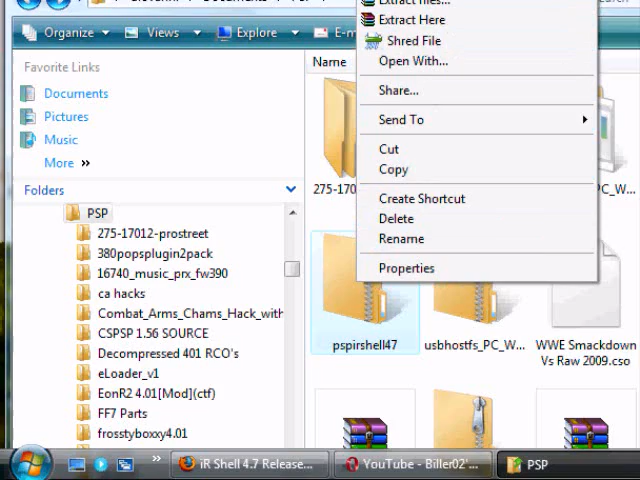 Extract files...
Extract Here
Organize
Views
Explore
Shred File
Name
Open With...
Favorite Links
Documents
Share...
Pictures
Send To
Music
Cut
More »
Copy
Folders
275-170
Create Shortcut
PSP
Delete
275-17012-prostreet
Rename
380popsplugin2pack
16740_music_prx_fw390
Properties
ca hacks
Combat_Arms_Chams_Hack_with
CSPSP 1.56 SOURCE
pspirshell47
usbhostfs_PC_W...
WWE Smackdown
Decompressed 401 RCO's
Vs Raw 2009.cso
eLoader_v1
EonR2 4.01[Mod](ctf)
FF7 Parts
frosstyboxxy4.01
»
iR Shell 4.7 Release...
YouTube - Biller02'...
PSP